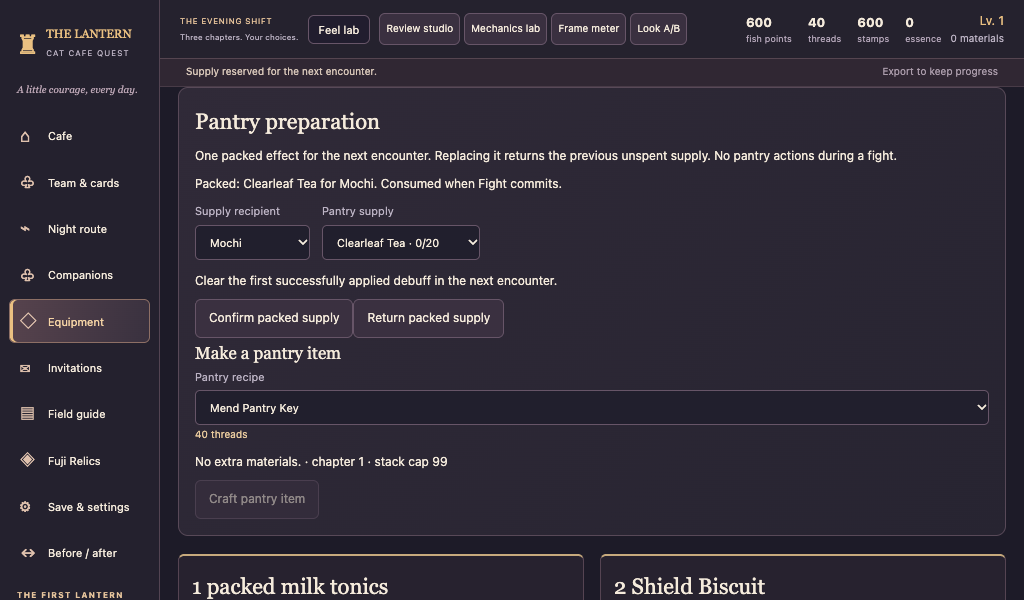 THE LANTERN
CAT CAFE QUEST
A little courage, every day.
Cafe
Team & cards
Night route
Companions
Equipment
Invitations
Field guide
Fuji Relics
Save & settings
Before / after
THE FIRST LANTERN
THE EVENING SHIFT
Three chapters. Your choices.
Feel lab
Review studio
Mechanics lab
Frame meter
Look A/B
600 fish points
40 threads
600 stamps
0 essence
Lv. 1
0 materials
Supply reserved for the next encounter.
Export to keep progress
Pantry preparation
One packed effect for the next encounter. Replacing it returns the previous unspent supply. No pantry actions during a fight.
Packed: Clearleaf Tea for Mochi. Consumed when Fight commits.
Supply recipient
Pantry supply
Mochi
Clearleaf Tea · 0/20
Clear the first successfully applied debuff in the next encounter.
Confirm packed supply
Return packed supply
Make a pantry item
Pantry recipe
Mend Pantry Key
40 threads
No extra materials. · chapter 1 · stack cap 99
Craft pantry item
1 packed milk tonics
2 Shield Biscuit